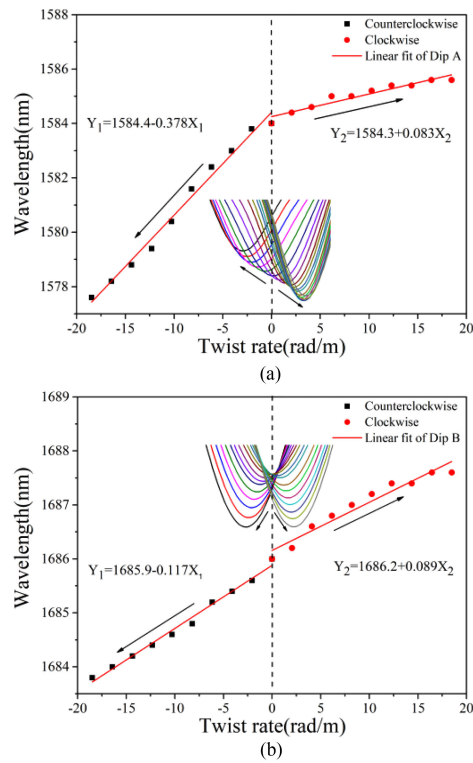 1588
1586
1584
1582
1580
1578
Wavelength(nm)
Counterclockwise
Clockwise
Linear fit of Dip A
Y1=1584.4-0.378X1
Y2=1584.3+0.083X2
-20 -15 -10 -5 0 5 10 15 20
Twist rate(rad/m)
(a)
1689
1688
1687
1686
1685
1684
Wavelength(nm)
Counterclockwise
Clockwise
Linear fit of Dip B
Y1=1685.9-0.117X1
Y2=1686.2+0.089X2
-20 -15 -10 -5 0 5 10 15 20
Twist rate(rad/m)
(b)